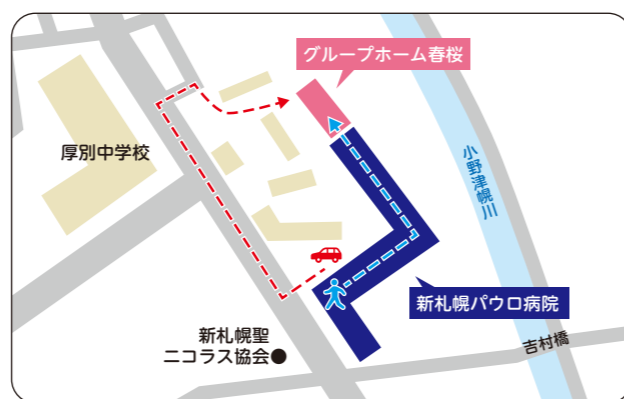 グループホーム春桜
厚別中学校
小野津幌川
新札幌パウロ病院
新札幌聖
ニコラス協会●
吉村橋